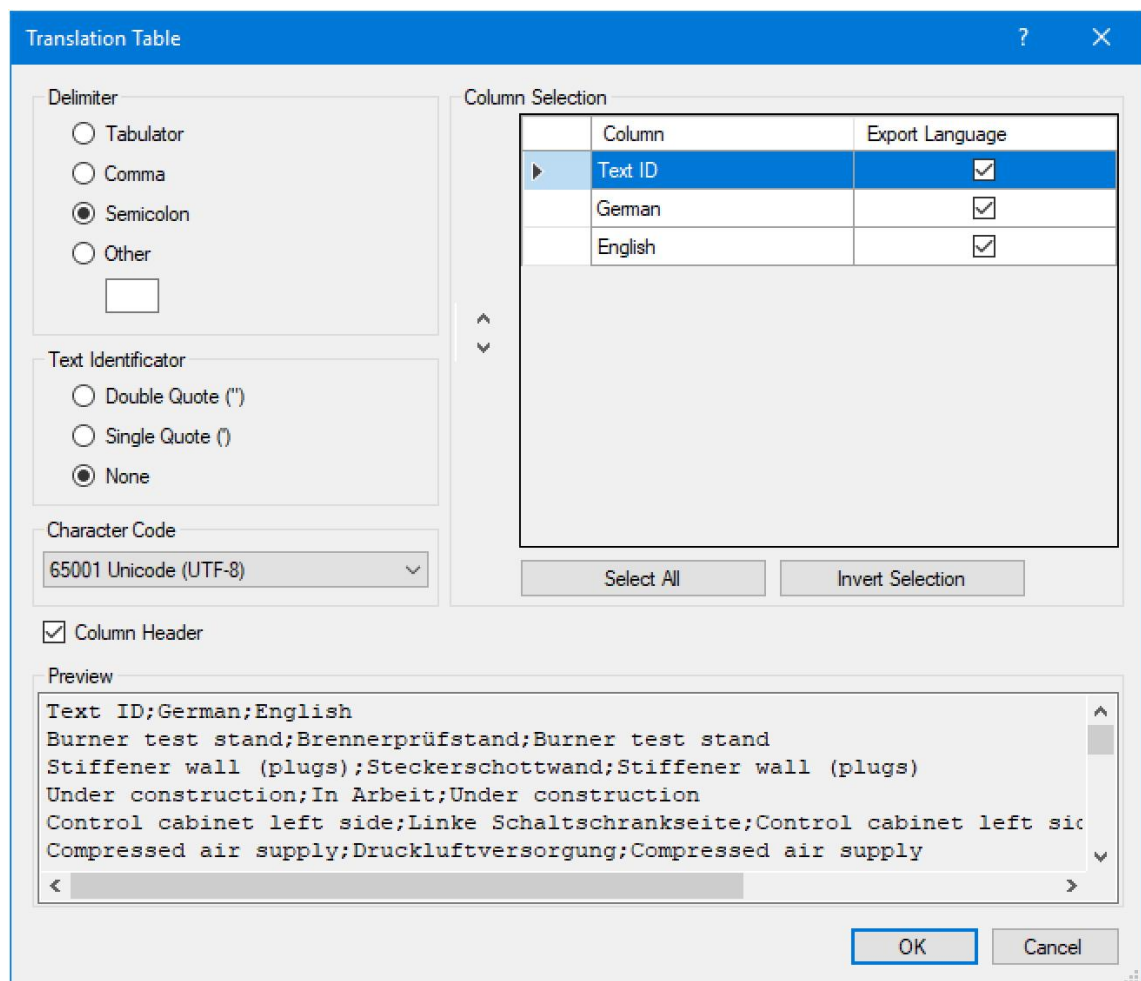 Translation Table
Delimiter
Tabulator
Comma
Semicolon
Other
Text Identificator
Double Quote (")
Single Quote (')
None
Character Code
65001 Unicode (UTF-8)
Column Selection
Column Export Language
Text ID
German
English
Select All Invert Selection
Column Header
Preview
Text ID;German;English
Burner test stand;Brennerprüfstand;Burner test stand
Stiffener wall (plugs);Steckerschottwand;Stiffener wall (plugs)
Under construction;In Arbeit;Under construction
Control cabinet left side;Linke Schaltschrankseite;Control cabinet left
Compressed air supply;Druckluftversorgung;Compressed air supply
OK Cancel